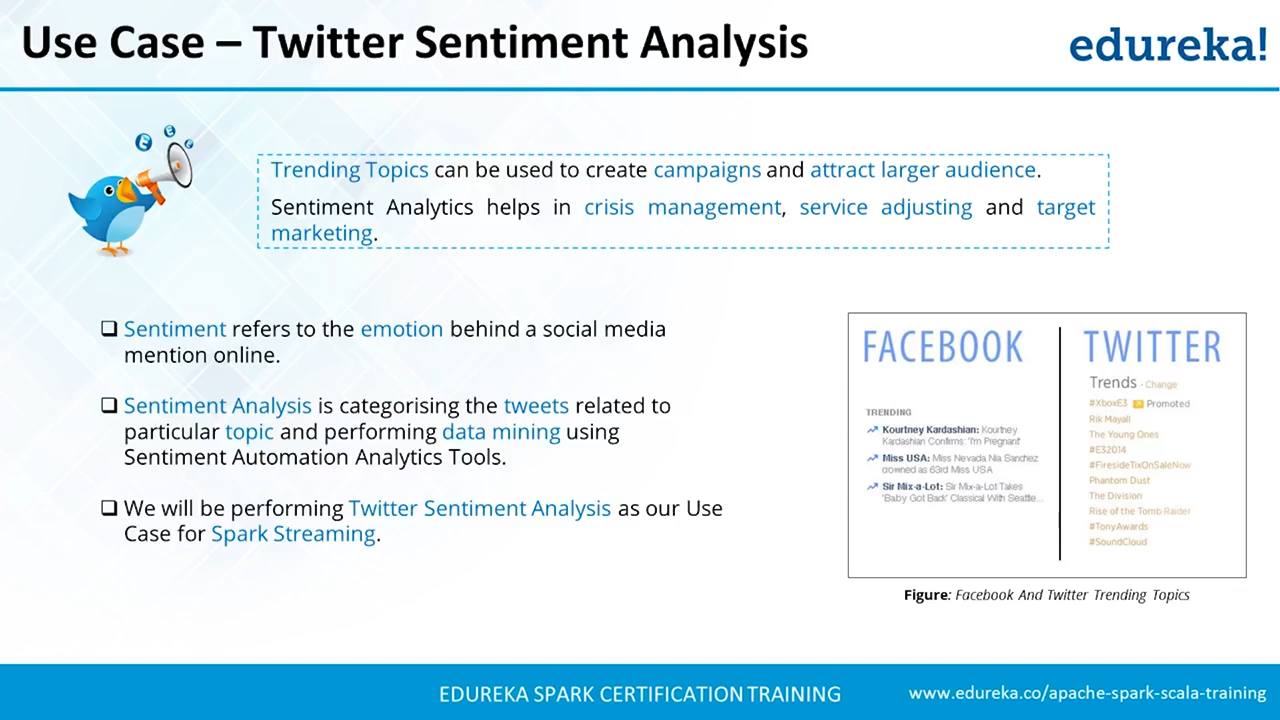 Use Case – Twitter Sentiment Analysis
edureka!
Trending Topics can be used to create campaigns and attract larger audience.
Sentiment Analytics helps in crisis management, service adjusting and target
marketing.
Sentiment refers to the emotion behind a social media
mention online.
Sentiment Analysis is categorising the tweets related to
particular topic and performing data mining using
Sentiment Automation Analytics Tools.
We will be performing Twitter Sentiment Analysis as our Use
Case for Spark Streaming.
FACEBOOK
TRENDING
Kourtney Kardashian: Kourtney
Kardashian Confirms: 'I'm Pregnant'
Miss USA: Miss Nevada Nia Sanchez
crowned as 63rd Miss USA
Sir Mix-a-Lot: Sir Mix-a-Lot Takes
'Baby Got Back' Classical With Seattle...
TWITTER
Trends · Change
#XboxE3 Promoted
Rik Mayall
The Young Ones
#E32014
#FiresideTixOnSaleNow
Phantom Dust
The Division
Rise of the Tomb Raider
#TonyAwards
#SoundCloud
Figure: Facebook And Twitter Trending Topics
EDUREKA SPARK CERTIFICATION TRAINING
www.edureka.co/apache-spark-scala-training